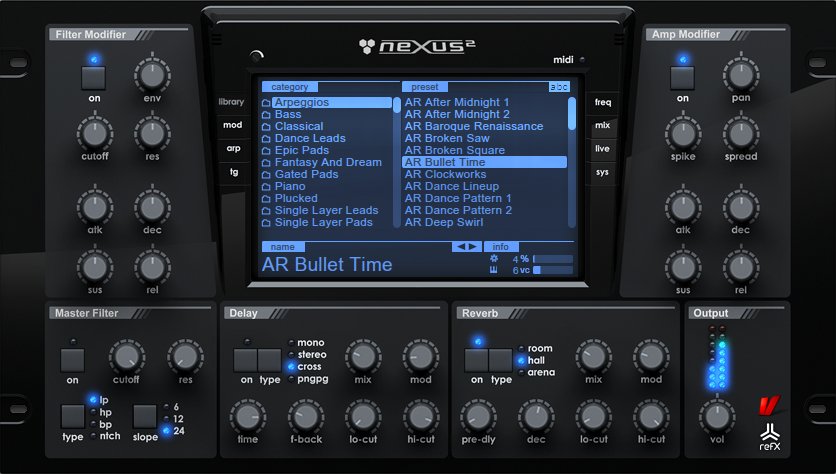 Filter Modifier
on
env
cutoff
res
atk
dec
sus
rel
nexus2
midi
library
mod
arp
tg
category
Arpeggios
Bass
Classical
Dance Leads
Epic Pads
Fantasy And Dream
Gated Pads
Piano
Plucked
Single Layer Leads
Single Layer Pads
preset
abc
AR After Midnight 1
AR After Midnight 2
AR Baroque Renaissance
AR Broken Saw
AR Broken Square
AR Bullet Time
AR Clockworks
AR Dance Lineup
AR Dance Pattern 1
AR Dance Pattern 2
AR Deep Swirl
name
info
AR Bullet Time
4 %
6 vc
freq
mix
live
sys
Amp Modifier
on
pan
spike
spread
atk
dec
sus
rel
Master Filter
on
cutoff
res
type
lp
hp
bp
ntch
slope
6
12
24
Delay
on
type
mono
stereo
cross
pngpg
mix
mod
time
f-back
lo-cut
hi-cut
Reverb
on
type
room
hall
arena
mix
mod
pre-dly
dec
lo-cut
hi-cut
Output
vol
V
refX